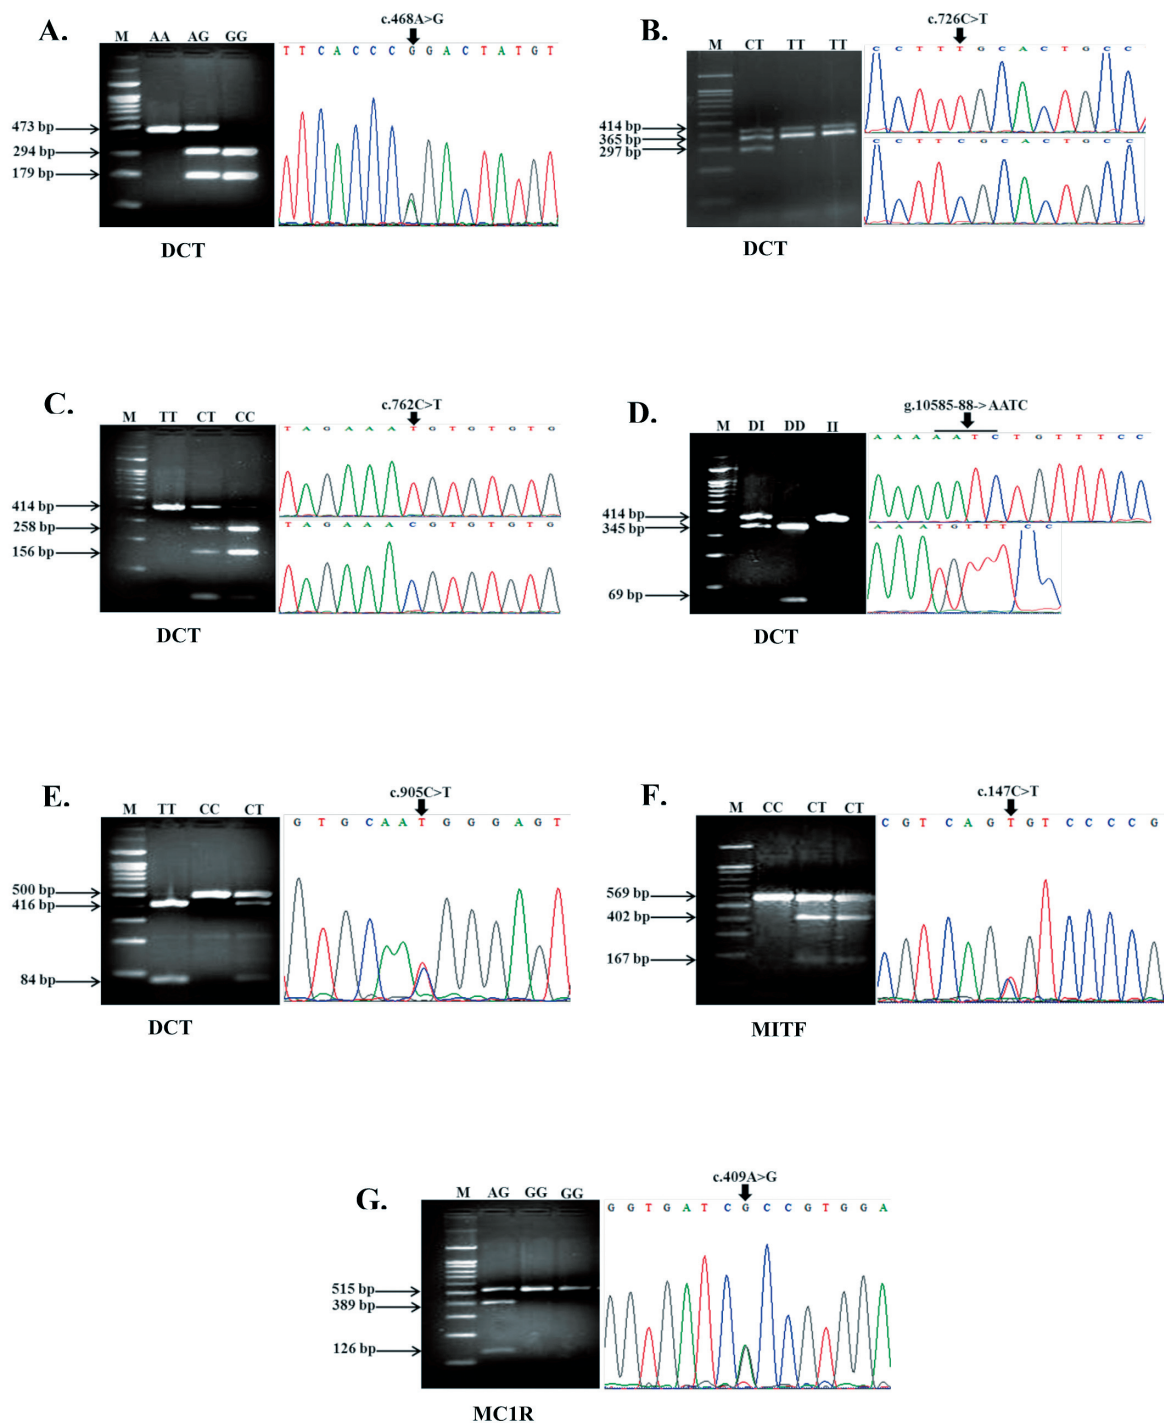 A.
c.468A>G
M AA AG GG
T T C A C C C G G A C T A T G T
473 bp
294 bp
179 bp
DCT
B.
c.726C>T
M CT TT TT
C C T T T G C A C T G C C
414 bp
365 bp
297 bp
C C T T C G C A C T G C C
DCT
C.
c.762C>T
M TT CT CC
T A G A A A T G T G T G T G
414 bp
258 bp
156 bp
T A G A A A C G T G T G T G
DCT
D.
g.10585-88->AATC
M DI DD II
A A A A A T C T G T T T C C
414 bp
345 bp
69 bp
A A A T G T T T C C
DCT
E.
c.905C>T
M TT CC CT
G T G C A A T G G G A G T
500 bp
416 bp
84 bp
DCT
F.
c.147C>T
M CC CT CT
C G T C A G T G T C C C C G
569 bp
402 bp
167 bp
MITF
G.
c.409A>G
M AG GG GG
G G T G A T C G C C G T G G A
515 bp
389 bp
126 bp
MC1R